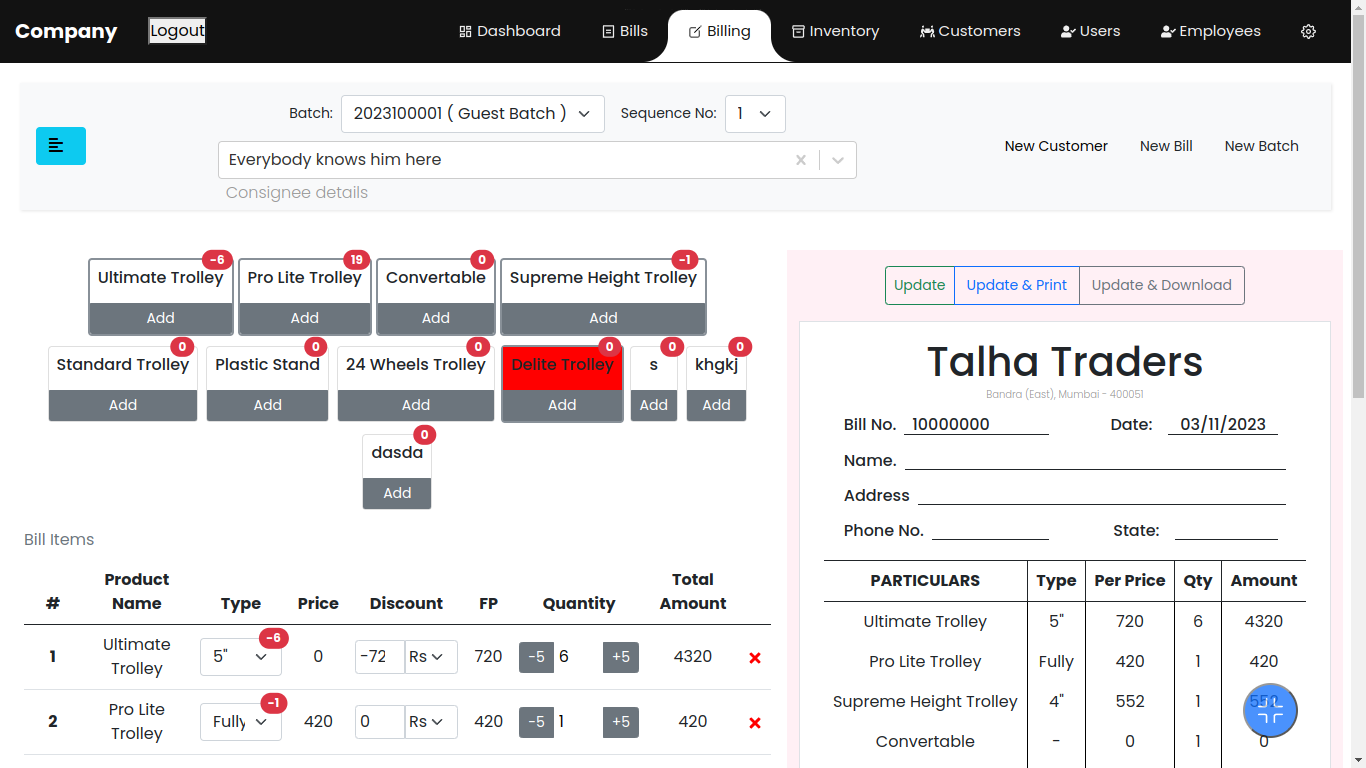 Company Logout Dashboard Bills Billing Inventory Customers Users Employees
Batch: 2023100001 ( Guest Batch ) Sequence No: 1
Everybody knows him here
Consignee details
New Customer New Bill New Batch
-6 19 0 -1
Ultimate Trolley Pro Lite Trolley Convertable Supreme Height Trolley
Add Add Add Add
0 0 0 0 0 0
Standard Trolley Plastic Stand 24 Wheels Trolley Delite Trolley s khgkj
Add Add Add Add Add Add
0
dasda
Add
Bill Items
# Product Name Type Price Discount FP Quantity Total Amount
-6
1 Ultimate Trolley 5" 0 -72 Rs 720 -5 6 +5 4320
-1
2 Pro Lite Trolley Fully 420 0 Rs 420 -5 1 +5 420
Update Update & Print Update & Download
Talha Traders
Bandra (East), Mumbai - 400051
Bill No. 10000000 Date: 03/11/2023
Name.
Address
Phone No. State:
PARTICULARS Type Per Price Qty Amount
Ultimate Trolley 5" 720 6 4320
Pro Lite Trolley Fully 420 1 420
Supreme Height Trolley 4" 552 1 552
Convertable - 0 1 0